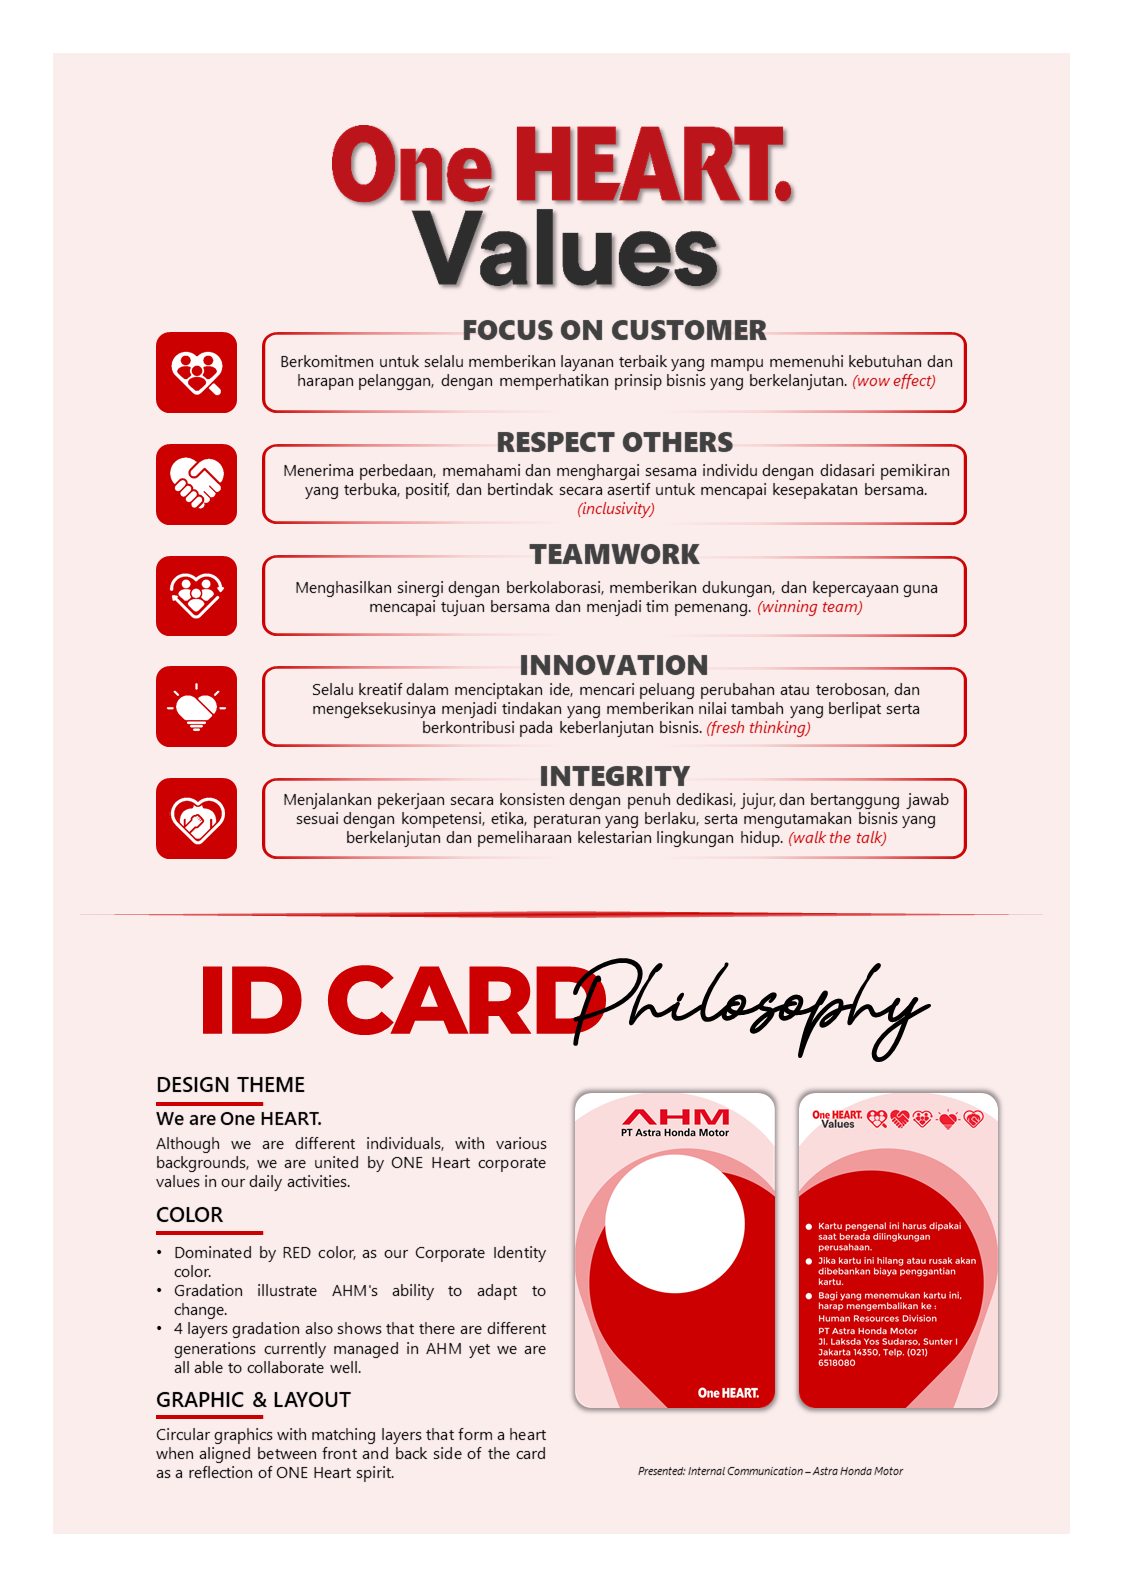 One HEART.
Values
FOCUS ON CUSTOMER
Berkomitmen untuk selalu memberikan layanan terbaik yang mampu memenuhi kebutuhan dan
harapan pelanggan, dengan memperhatikan prinsip bisnis yang berkelanjutan. (wow effect)
RESPECT OTHERS
Menerima perbedaan, memahami dan menghargai sesama individu dengan didasari pemikiran
yang terbuka, positif, dan bertindak secara asertif untuk mencapai kesepakatan bersama.
(inclusivity)
TEAMWORK
Menghasilkan sinergi dengan berkolaborasi, memberikan dukungan, dan kepercayaan guna
mencapai tujuan bersama dan menjadi tim pemenang. (winning team)
INNOVATION
Selalu kreatif dalam menciptakan ide, mencari peluang perubahan atau terobosan, dan
mengeksekusinya menjadi tindakan yang memberikan nilai tambah yang berlipat serta
berkontribusi pada keberlanjutan bisnis. (fresh thinking)
INTEGRITY
Menjalankan pekerjaan secara konsisten dengan penuh dedikasi, jujur, dan bertanggung jawab
sesuai dengan kompetensi, etika, peraturan yang berlaku, serta mengutamakan bisnis yang
berkelanjutan dan pemeliharaan kelestarian lingkungan hidup. (walk the talk)
ID CARD Philosophy
DESIGN THEME
We are One HEART.
Although we are different individuals, with various
backgrounds, we are united by ONE Heart corporate
values in our daily activities.
COLOR
• Dominated by RED color, as our Corporate Identity
color.
• Gradation illustrate AHM's ability to adapt to
change.
• 4 layers gradation also shows that there are different
generations currently managed in AHM yet we are
all able to collaborate well.
GRAPHIC & LAYOUT
Circular graphics with matching layers that form a heart
when aligned between front and back side of the card
as a reflection of ONE Heart spirit.
AHM
PT Astra Honda Motor
One HEART.
One HEART.
Values
• Kartu pengenal ini harus dipakai
saat berada dilingkungan
perusahaan.
• Jika kartu ini hilang atau rusak akan
dibebankan biaya penggantian
kartu.
• Bagi yang menemukan kartu ini,
harap mengembalikan ke :
Human Resources Division
PT Astra Honda Motor
Jl. Laksda Yos Sudarso, Sunter I
Jakarta 14350, Telp. (021)
6518080
Presented: Internal Communication – Astra Honda Motor